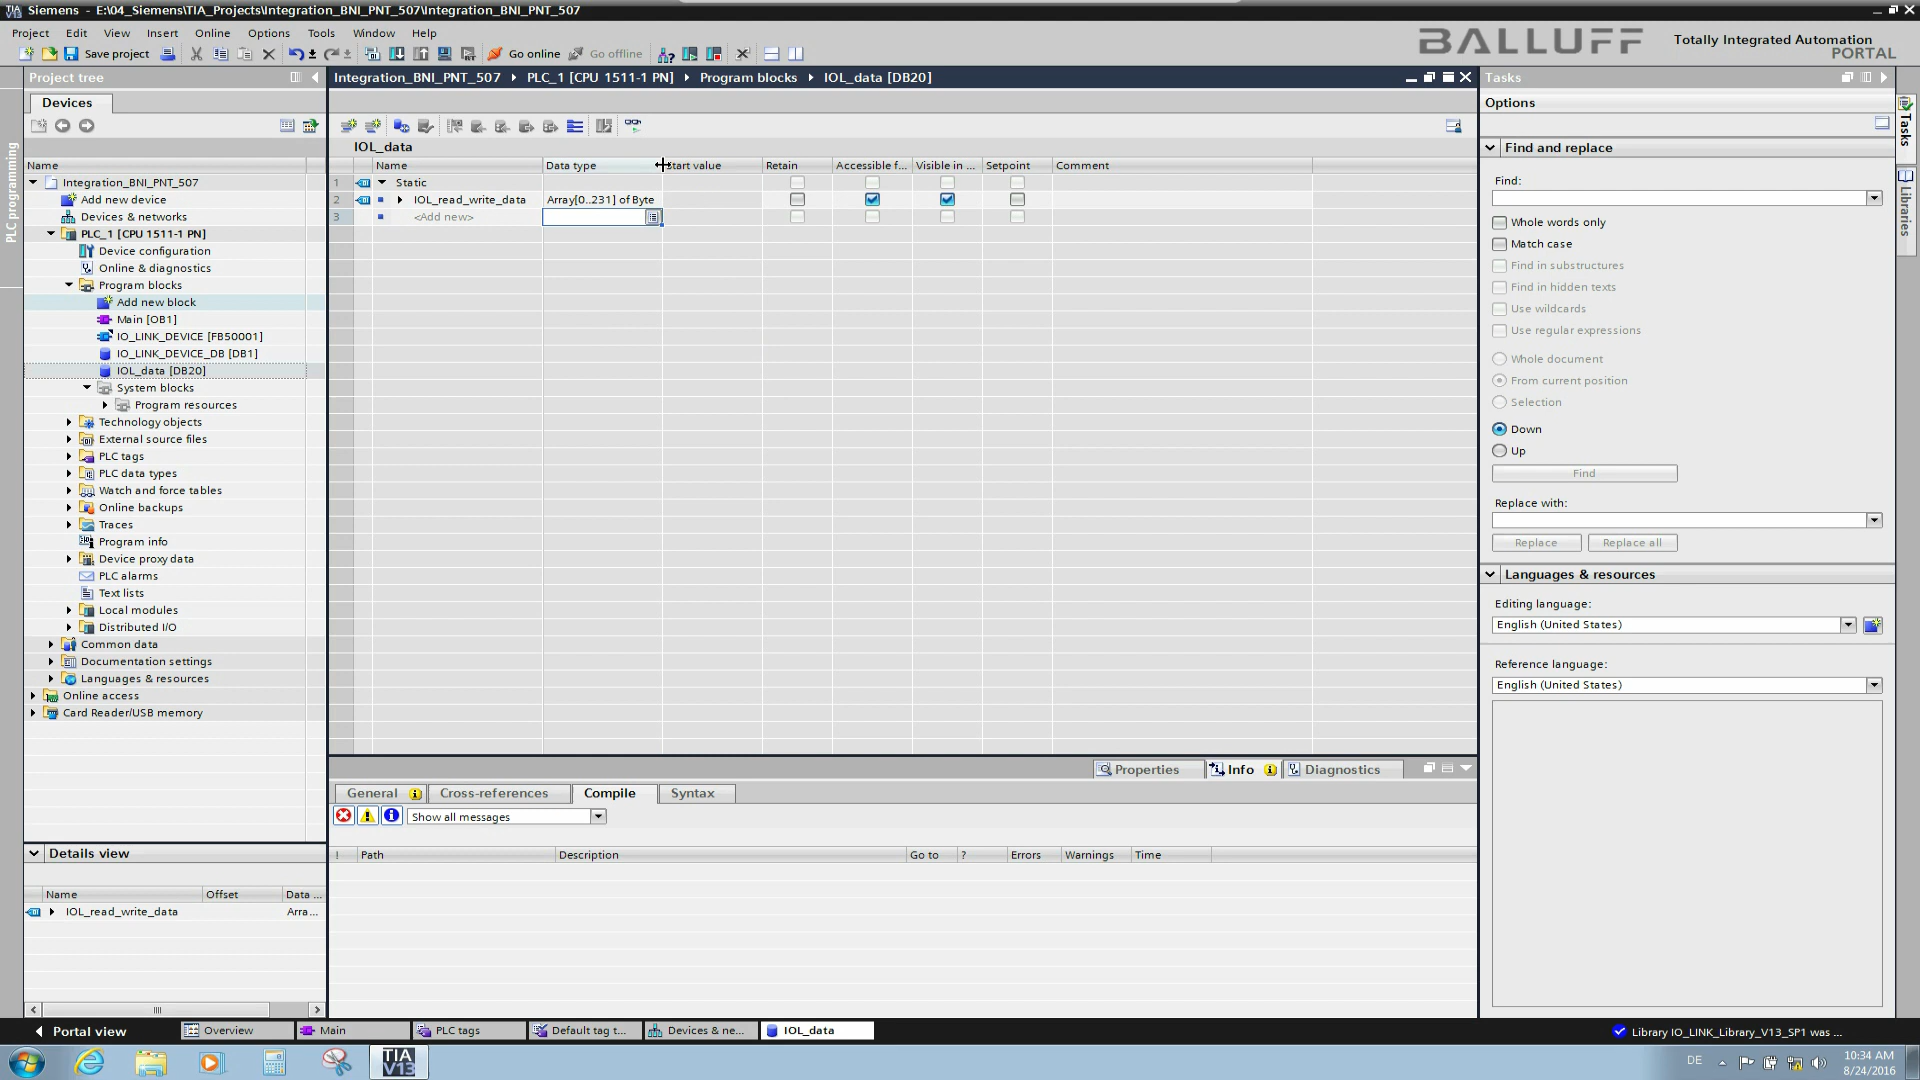 Siemens - E:\04_Siemens\TIA_Projects\Integration_BNI_PNT_507\Integration_BNI_PNT_507
Project Edit View Insert Online Options Tools Window Help
BALLUFF
Totally Integrated Automation
PORTAL
Save project
Go online
Go offline
Project tree
Integration_BNI_PNT_507 PLC_1 [CPU 1511-1 PN] Program blocks IOL_data [DB20]
Tasks
Devices
Options
PLC programming
Tasks
Libraries
IOL_data
Name
Name Data type Start value Retain Accessible f... Visible in ... Setpoint Comment
1 Static
2 IOL_read_write_data Array[0..231] of Byte
3 <Add new>
Integration_BNI_PNT_507
Add new device
Devices & networks
PLC_1 [CPU 1511-1 PN]
Device configuration
Online & diagnostics
Program blocks
Add new block
Main [OB1]
IO_LINK_DEVICE [FB50001]
IO_LINK_DEVICE_DB [DB1]
IOL_data [DB20]
System blocks
Program resources
Technology objects
External source files
PLC tags
PLC data types
Watch and force tables
Online backups
Traces
Program info
Device proxy data
PLC alarms
Text lists
Local modules
Distributed I/O
Common data
Documentation settings
Languages & resources
Online access
Card Reader/USB memory
Find and replace
Find:
Whole words only
Match case
Find in substructures
Find in hidden texts
Use wildcards
Use regular expressions
Whole document
From current position
Selection
Down
Up
Find
Replace with:
Replace
Replace all
Languages & resources
Editing language:
English (United States)
Reference language:
English (United States)
Properties Info Diagnostics
General Cross-references Compile Syntax
Show all messages
! Path Description Go to ? Errors Warnings Time
Details view
Name Offset Data ...
IOL_read_write_data Arra...
Portal view
Overview
Main
PLC tags
Default tag t...
Devices & ne...
IOL_data
Library IO_LINK_Library_V13_SP1 was ...
TIA
V13
DE
10:34 AM
8/24/2016